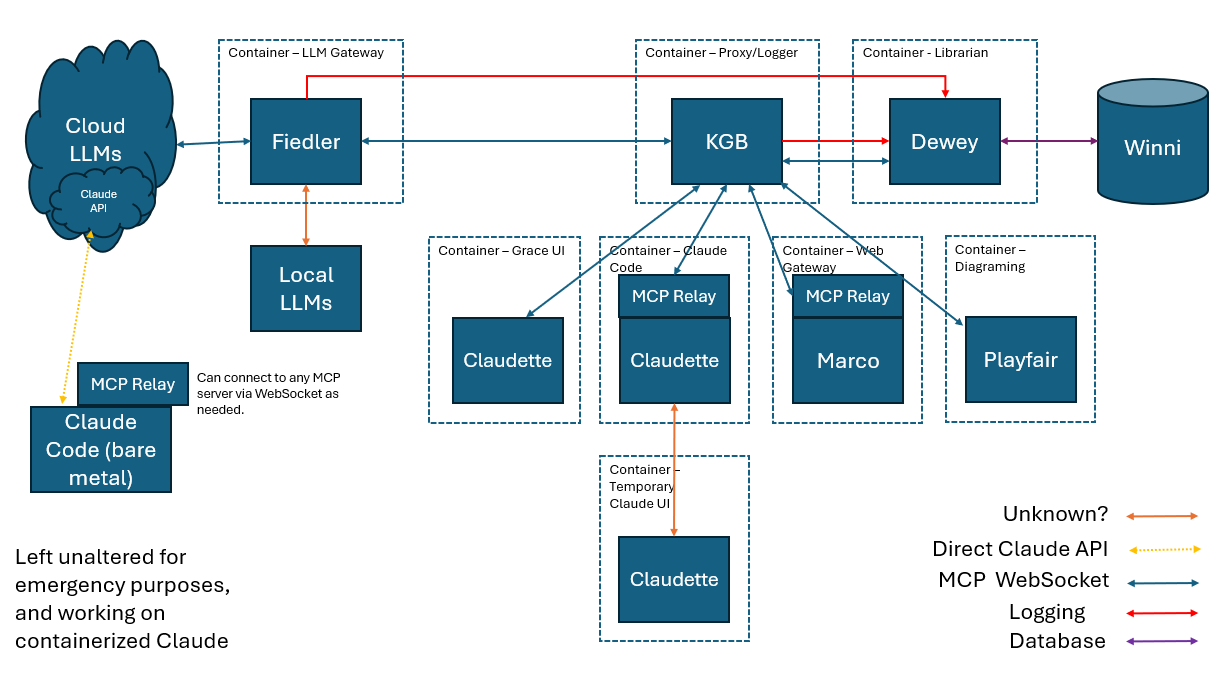 Container – LLM Gateway
Container – Proxy/Logger
Container - Librarian
Cloud
LLMs
Claude
API
Fiedler
KGB
Dewey
Winni
Local
LLMs
Container – Grace UI
Container – Claude
Code
Container – Web
Gateway
Container –
Diagraming
MCP Relay
MCP Relay
Claudette
Claudette
Marco
Playfair
MCP Relay
Can connect to any MCP
server via WebSocket as
needed.
Claude
Code (bare
metal)
Container –
Temporary
Claude UI
Claudette
Left unaltered for
emergency purposes,
and working on
containerized Claude
Unknown?
Direct Claude API
MCP WebSocket
Logging
Database